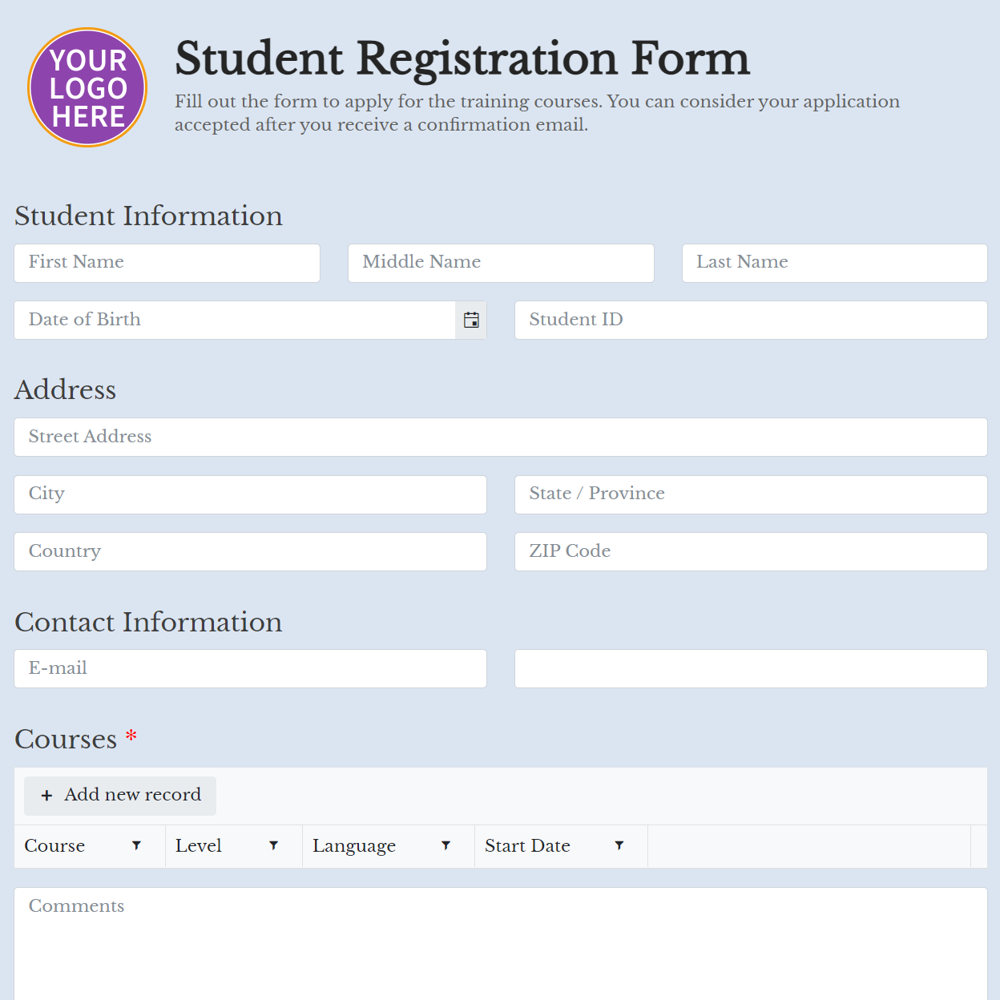 YOUR
LOGO
HERE
Student Registration Form
Fill out the form to apply for the training courses. You can consider your application
accepted after you receive a confirmation email.
Student Information
First Name
Middle Name
Last Name
Date of Birth
Student ID
Address
Street Address
City
State / Province
Country
ZIP Code
Contact Information
E-mail
Courses *
+ Add new record
Course
Level
Language
Start Date
Comments